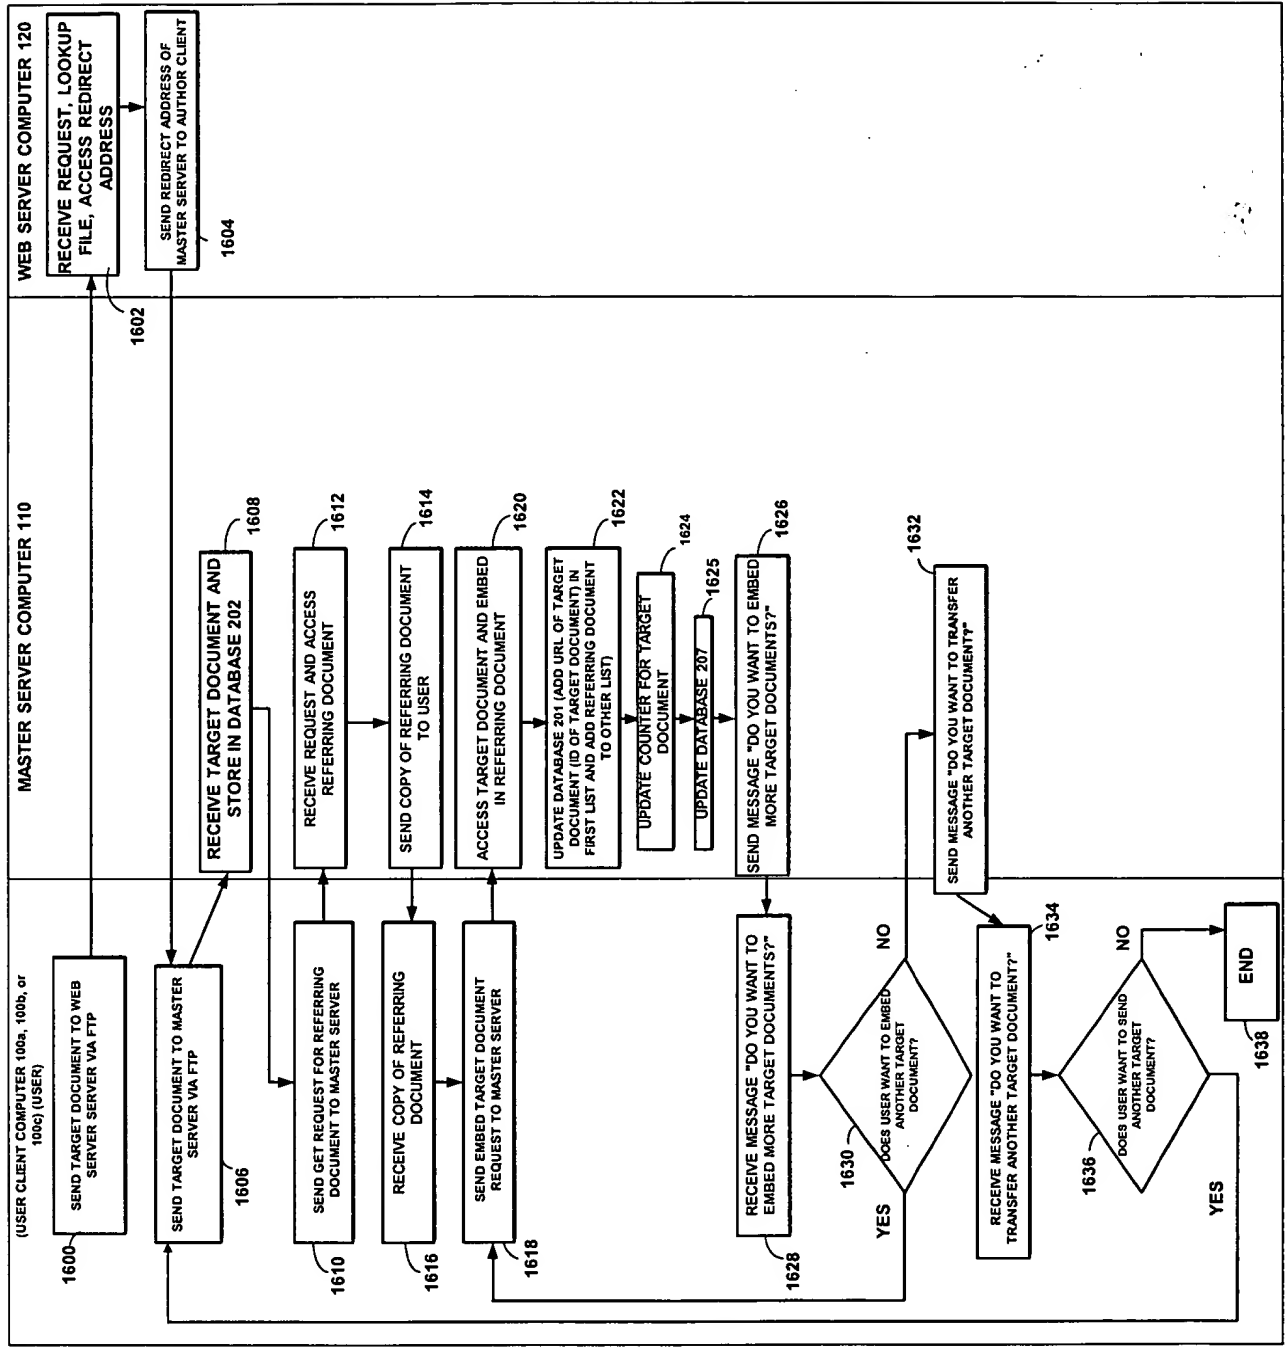 (USER CLIENT COMPUTER 100a, 100b, or
100c) (USER)
MASTER SERVER COMPUTER 110
WEB SERVER COMPUTER 120
SEND TARGET DOCUMENT TO WEB
SERVER SERVER VIA FTP
1600
RECEIVE REQUEST, LOOKUP
FILE, ACCESS REDIRECT
ADDRESS
1602
SEND REDIRECT ADDRESS OF
MASTER SERVER TO AUTHOR CLIENT
1604
SEND TARGET DOCUMENT TO MASTER
SERVER VIA FTP
1606
RECEIVE TARGET DOCUMENT AND
STORE IN DATABASE 202
1608
SEND GET REQUEST FOR REFERRING
DOCUMENT TO MASTER SERVER
1610
RECEIVE REQUEST AND ACCESS
REFERRING DOCUMENT
1612
SEND COPY OF REFERRING DOCUMENT
TO USER
1614
RECEIVE COPY OF REFERRING
DOCUMENT
1616
SEND EMBED TARGET DOCUMENT
REQUEST TO MASTER SERVER
1618
ACCESS TARGET DOCUMENT AND EMBED
IN REFERRING DOCUMENT
1620
UPDATE DATABASE 201 (ADD URL OF TARGET
DOCUMENT (ID OF TARGET DOCUMENT) IN
FIRST LIST AND ADD REFERRING DOCUMENT
TO OTHER LIST)
1622
UPDATE COUNTER FOR TARGET
DOCUMENT
1624
UPDATE DATABASE 207
1625
SEND MESSAGE "DO YOU WANT TO EMBED
MORE TARGET DOCUMENTS?"
1626
RECEIVE MESSAGE "DO YOU WANT TO
EMBED MORE TARGET DOCUMENTS?"
1628
DOES USER WANT TO EMBED
ANOTHER TARGET
DOCUMENT?
1630
YES
NO
SEND MESSAGE "DO YOU WANT TO TRANSFER
ANOTHER TARGET DOCUMENT?"
1632
RECEIVE MESSAGE "DO YOU WANT TO
TRANSFER ANOTHER TARGET DOCUMENT?"
1634
DOES USER WANT TO SEND
ANOTHER TARGET
DOCUMENT?
1636
YES
NO
END
1638